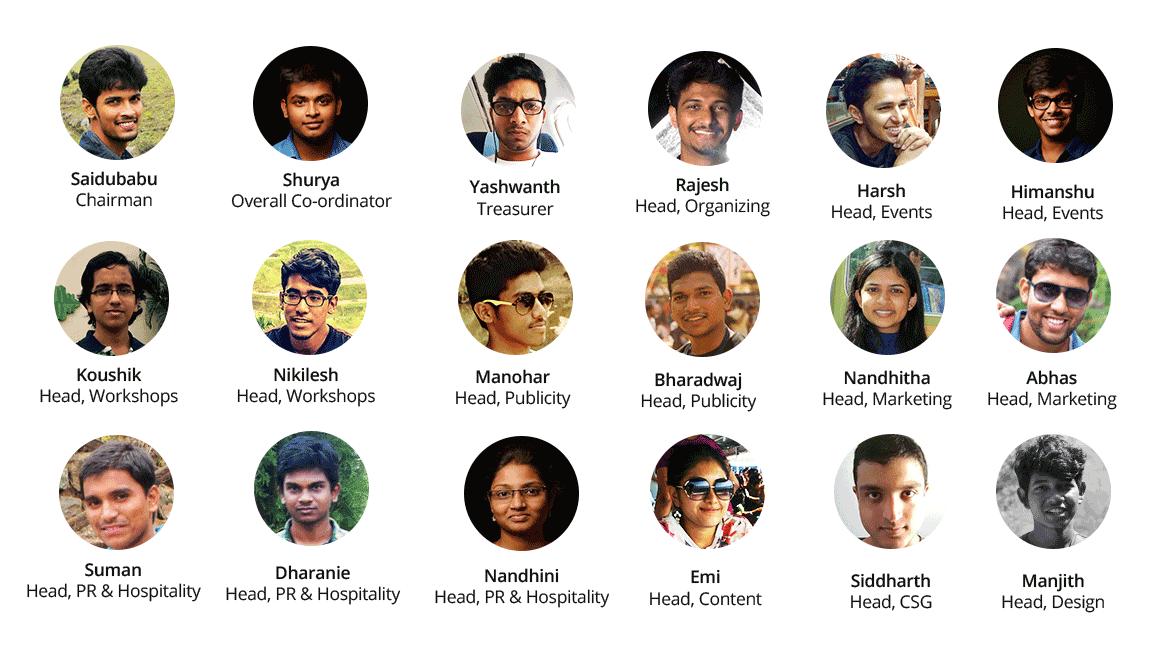 Saidubabu
Chairman
Shurya
Overall Co-ordinator
Yashwanth
Treasurer
Rajesh
Head, Organizing
Harsh
Head, Events
Himanshu
Head, Events
Koushik
Head, Workshops
Nikilesh
Head, Workshops
Manohar
Head, Publicity
Bharadwaj
Head, Publicity
Nandhitha
Head, Marketing
Abhas
Head, Marketing
Suman
Head, PR & Hospitality
Dharanie
Head, PR & Hospitality
Nandhini
Head, PR & Hospitality
Emi
Head, Content
Siddharth
Head, CSG
Manjith
Head, Design